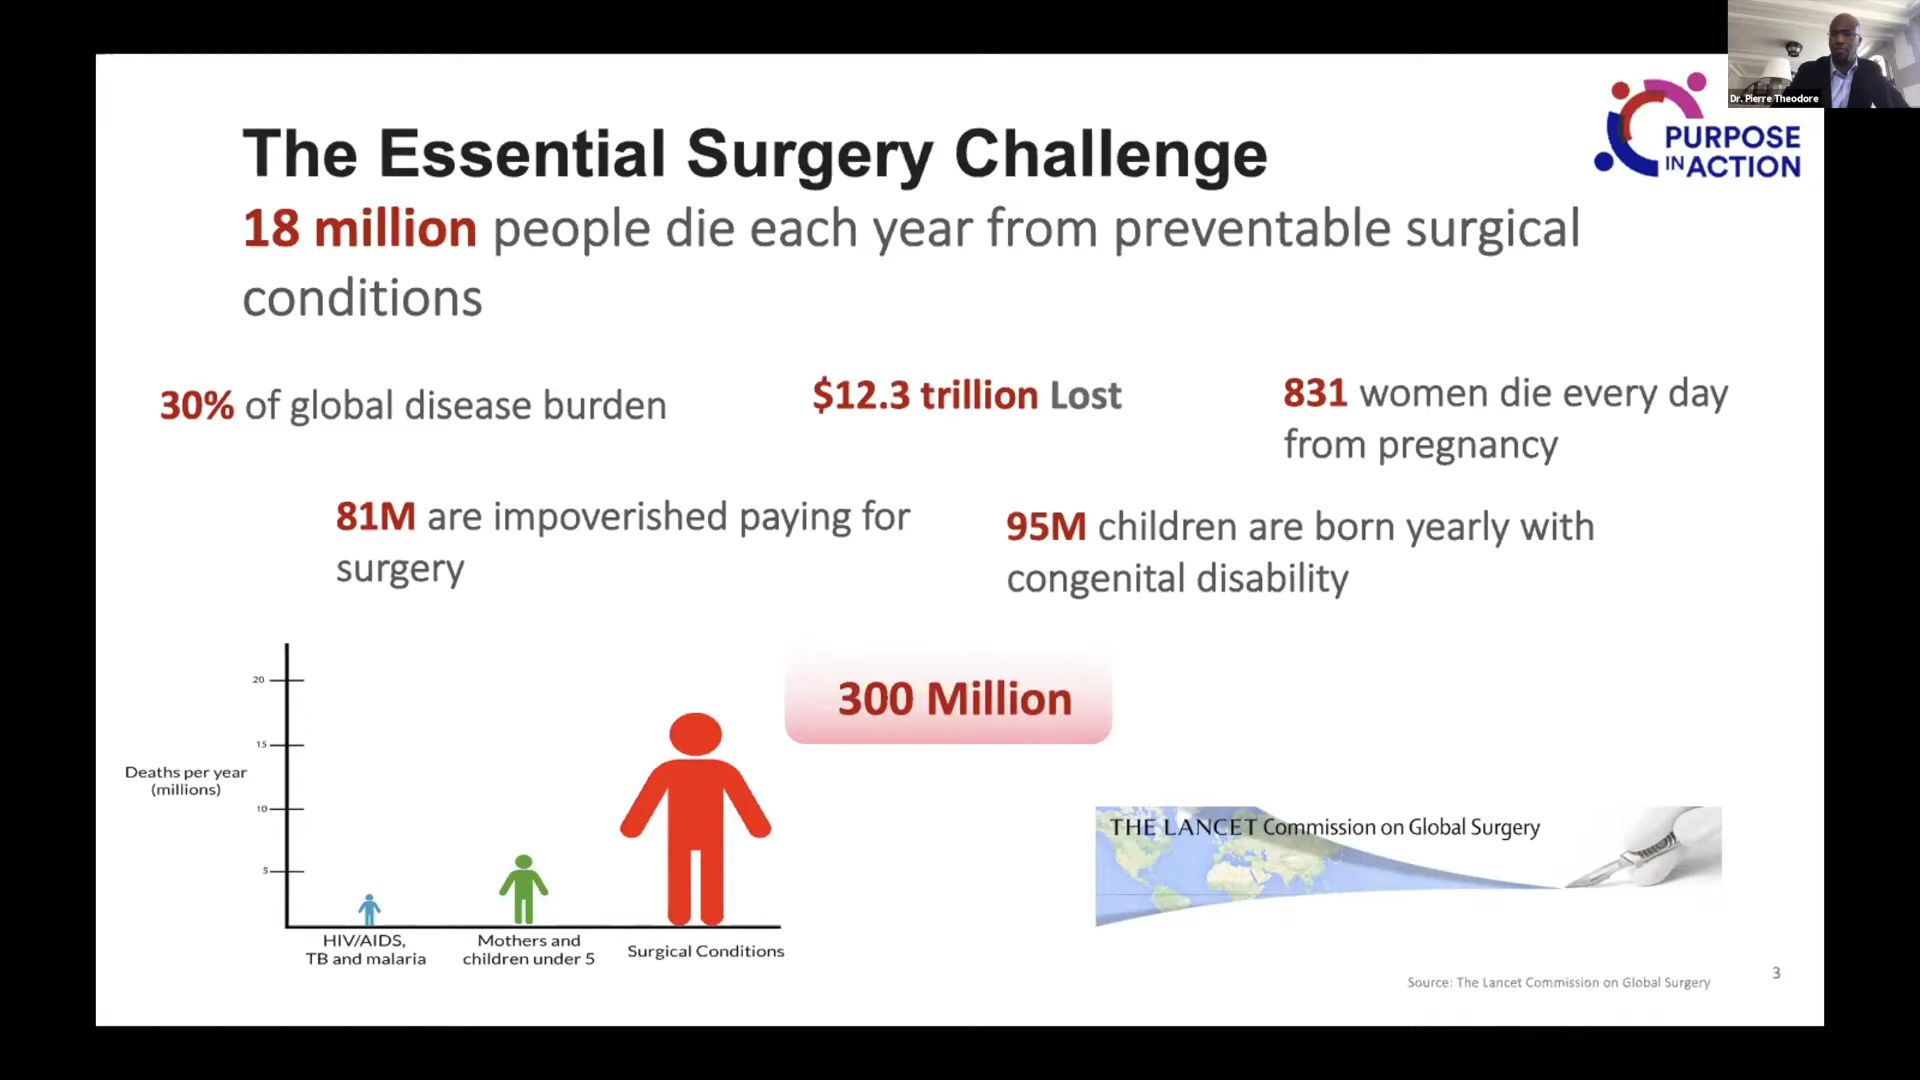 Dr. Pierre Theodore
PURPOSE
IN ACTION
The Essential Surgery Challenge
18 million people die each year from preventable surgical
conditions
30% of global disease burden
$12.3 trillion Lost
831 women die every day
from pregnancy
81M are impoverished paying for
surgery
95M children are born yearly with
congenital disability
300 Million
Deaths per year
(millions)
20
15
10
5
HIV/AIDS,
TB and malaria
Mothers and
children under 5
Surgical Conditions
THE LANCET Commission on Global Surgery
Source: The Lancet Commission on Global Surgery
3